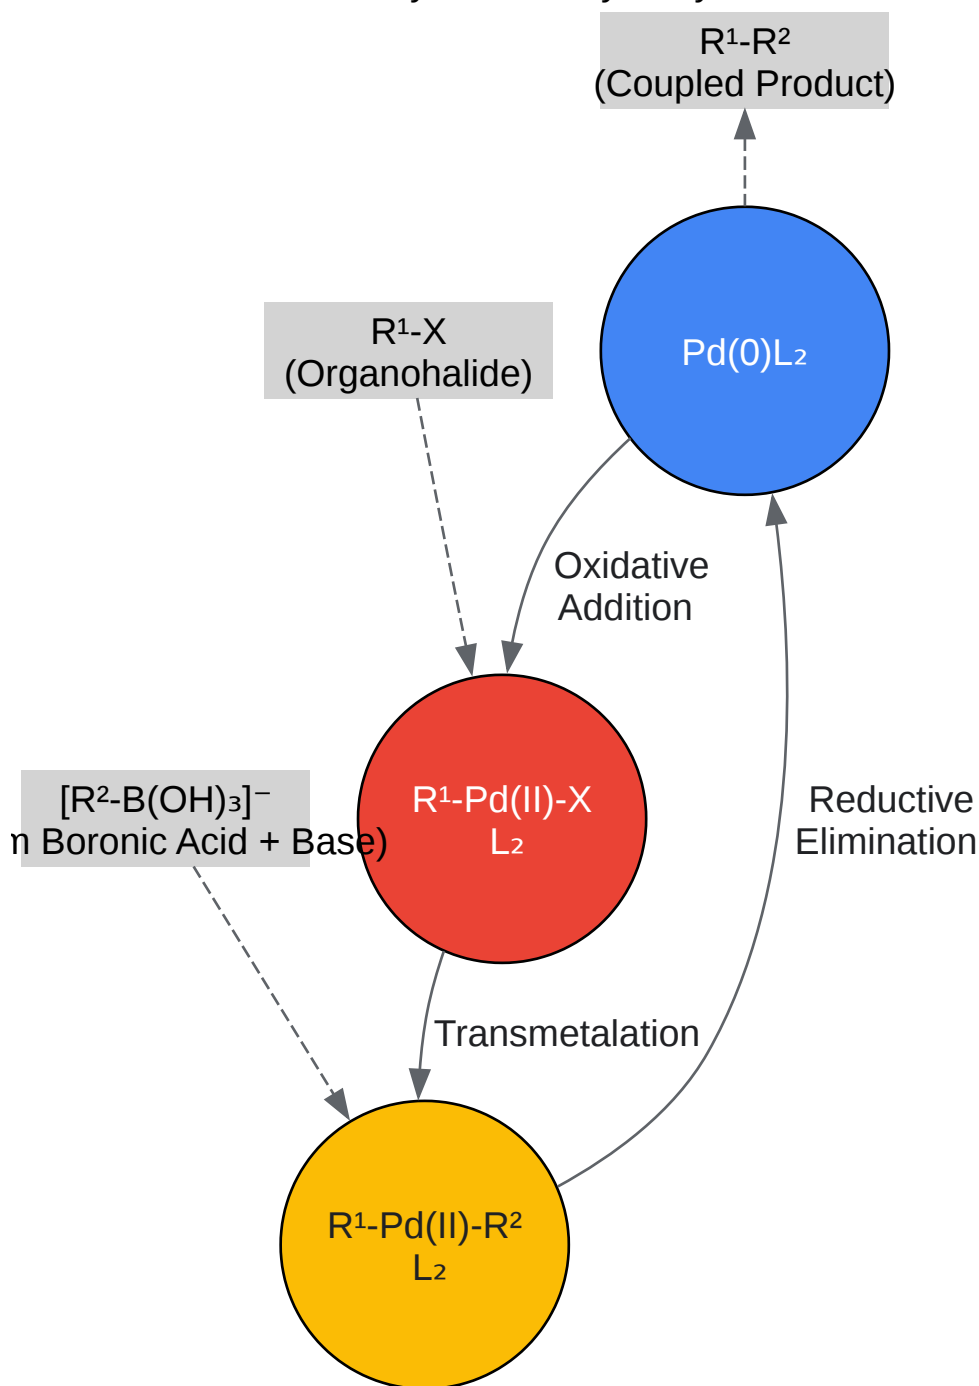 R¹-R²
(Coupled Product)
R¹-X
(Organohalide)
Pd(0)L₂
Oxidative
Addition
[R²-B(OH)₃]⁻
Boronic Acid + Base)
R¹-Pd(II)-X
L₂
Reductive
Elimination
Transmetalation
R¹-Pd(II)-R²
L₂